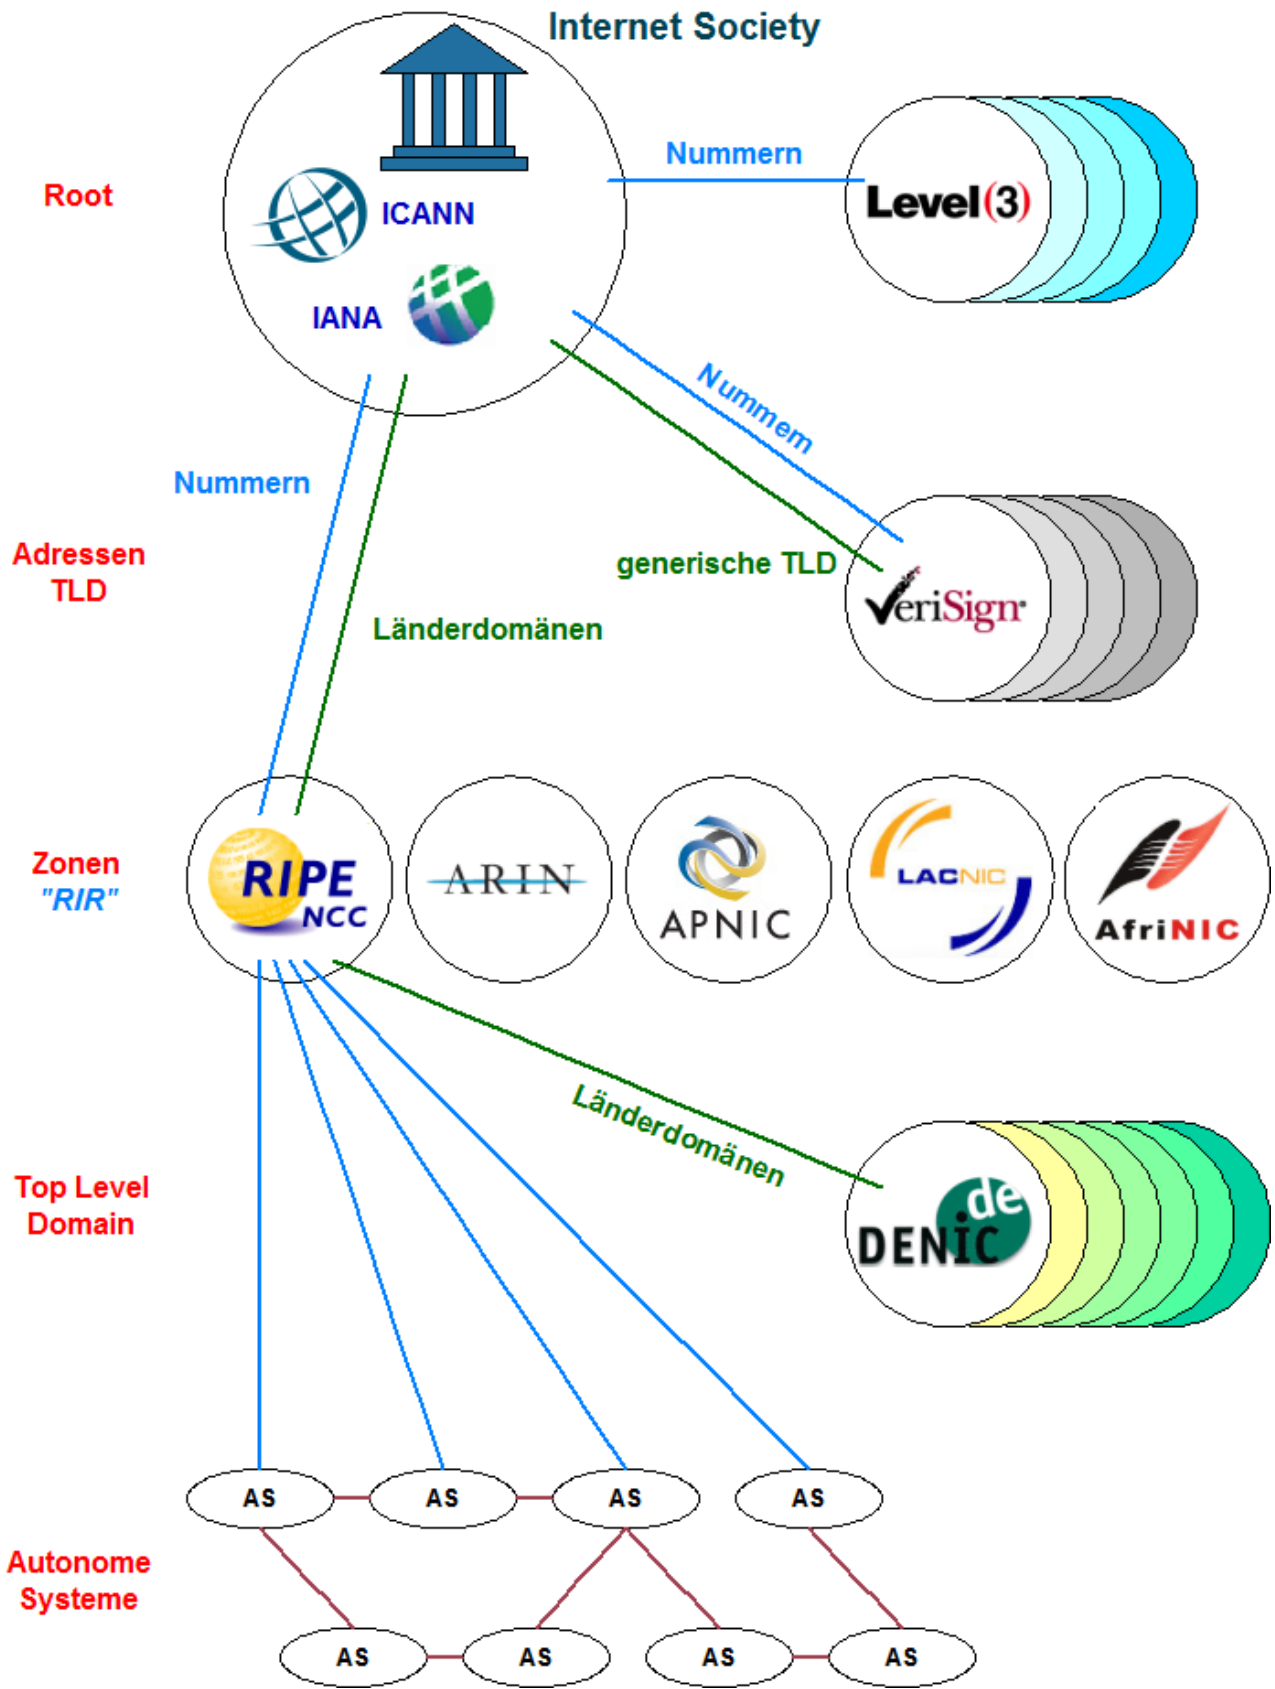 Internet Society
Root
ICANN
IANA
Nummern
Level(3)
Nummern
Nummern
Adressen
TLD
generische TLD
VeriSign
Länderdomänen
Zonen
"RIR"
RIPE
NCC
ARIN
APNIC
LACNIC
AfriNIC
Länderdomänen
Top Level
Domain
de
DENIC
AS AS AS AS
Autonome
Systeme
AS AS AS AS